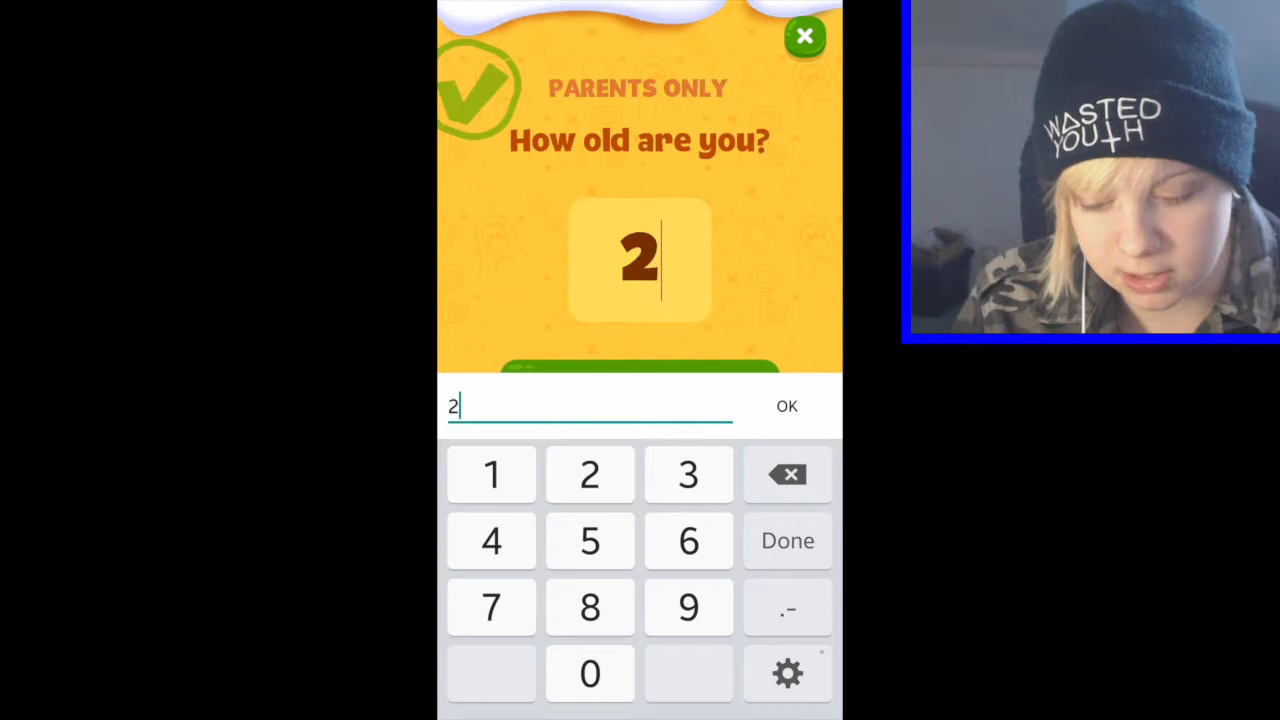 PARENTS ONLY
How old are you?
2
2 OK
1 2 3
4 5 6 Done
7 8 9 .-
0
WASTED
YOUTH